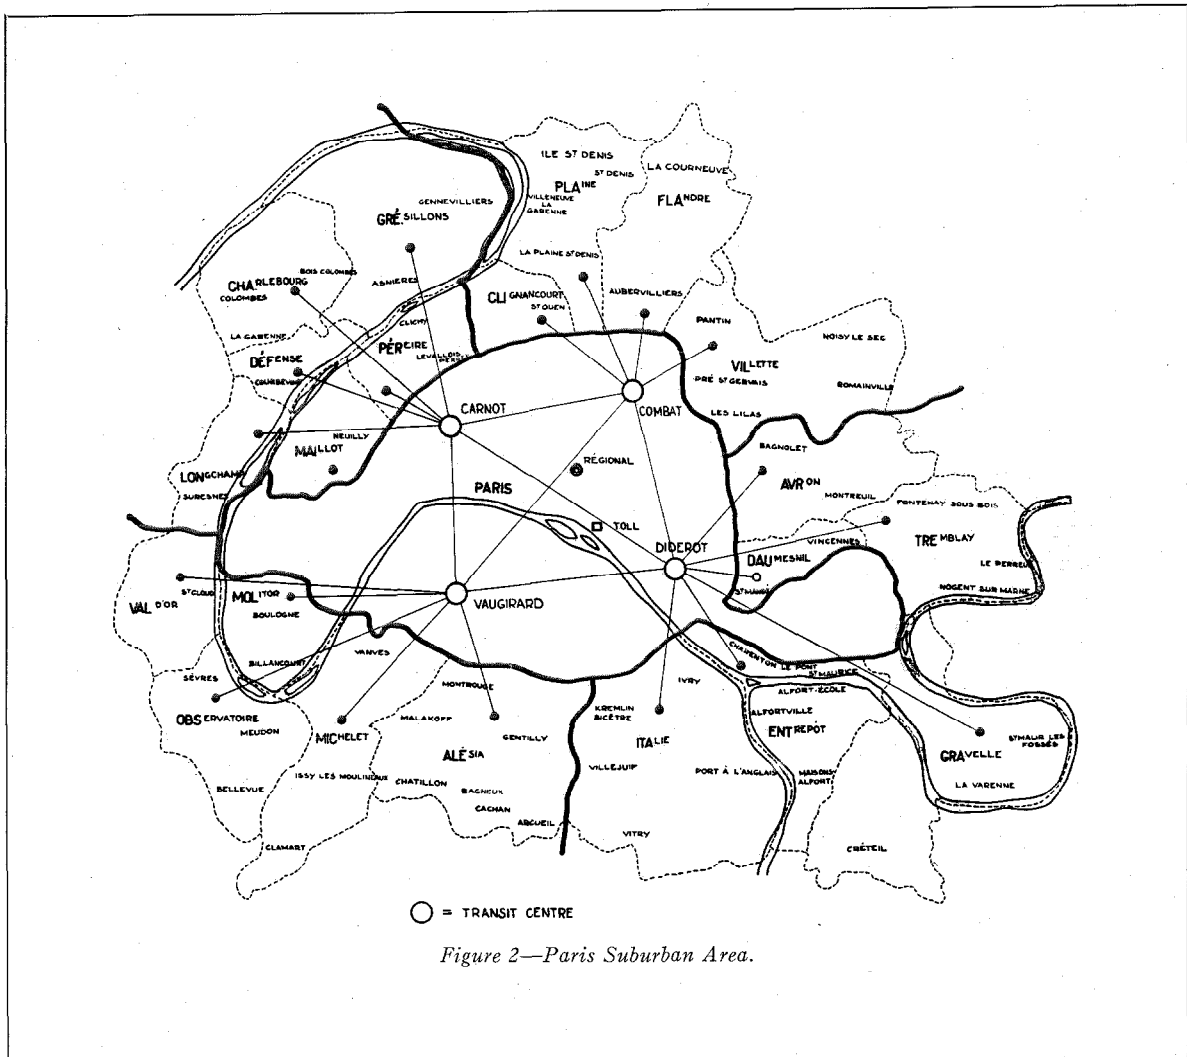 ILE ST DENIS
LA COURNEUVE
ST DENIS
PLAINE
FLANDRE
VILLENEUVE
LA
GARENNE
GENNEVILLIERS
GRÉSILLONS
LA PLAINE ST DENIS
BOIS COLOMBES
CHARLEBOURG
COLOMBES
ASNIERES
CLIGNANCOURT
ST OUEN
AUBERVILLIERS
CLICHY
PANTIN
LA GARENNE
NOISY LE SEC
PÉREIRE
LEVALLOIS
PERRET
DÉFENSE
COURBEVOIE
VILLETTE
PRÉ ST GERVAIS
ROMAINVILLE
CARNOT
COMBAT
LES LILAS
NEUILLY
MAILLOT
BAGNOLET
RÉGIONAL
LONGCHAMP
SURESNES
PARIS
AVRON
MONTREUIL
FONTENAY SOUS BOIS
TOLL
DIDEROT
VINCENNES
TREMBLAY
DAUMESNIL
LE PERREUX
ST MANDÉ
NOGENT SUR MARNE
ST CLOUD
VAL D'OR
MOLITOR
BOULOGNE
VAUGIRARD
VANVES
CHARENTON LE PONT
ST MAURICE
BILLANCOURT
SÈVRES
MONTROUGE
IVRY
ALFORT-ÉCOLE
OBSERVATOIRE
MEUDON
MALAKOFF
KREMLIN
BICÊTRE
ALFORTVILLE
ENTREPÔT
MICHELET
GENTILLY
ITALIE
ST MAUR LES
FOSSÉS
ALÉSIA
GRAVELLE
VILLEJUIF
PORT À L'ANGLAIS
MAISONS
ALFORT
ISSY LES MOULINEAUX
CHATILLON
LA VARENNE
BELLEVUE
BAGNEUX
CACHAN
ARCUEIL
VITRY
CLAMART
CRÉTEIL
= TRANSIT CENTRE
Figure 2—Paris Suburban Area.